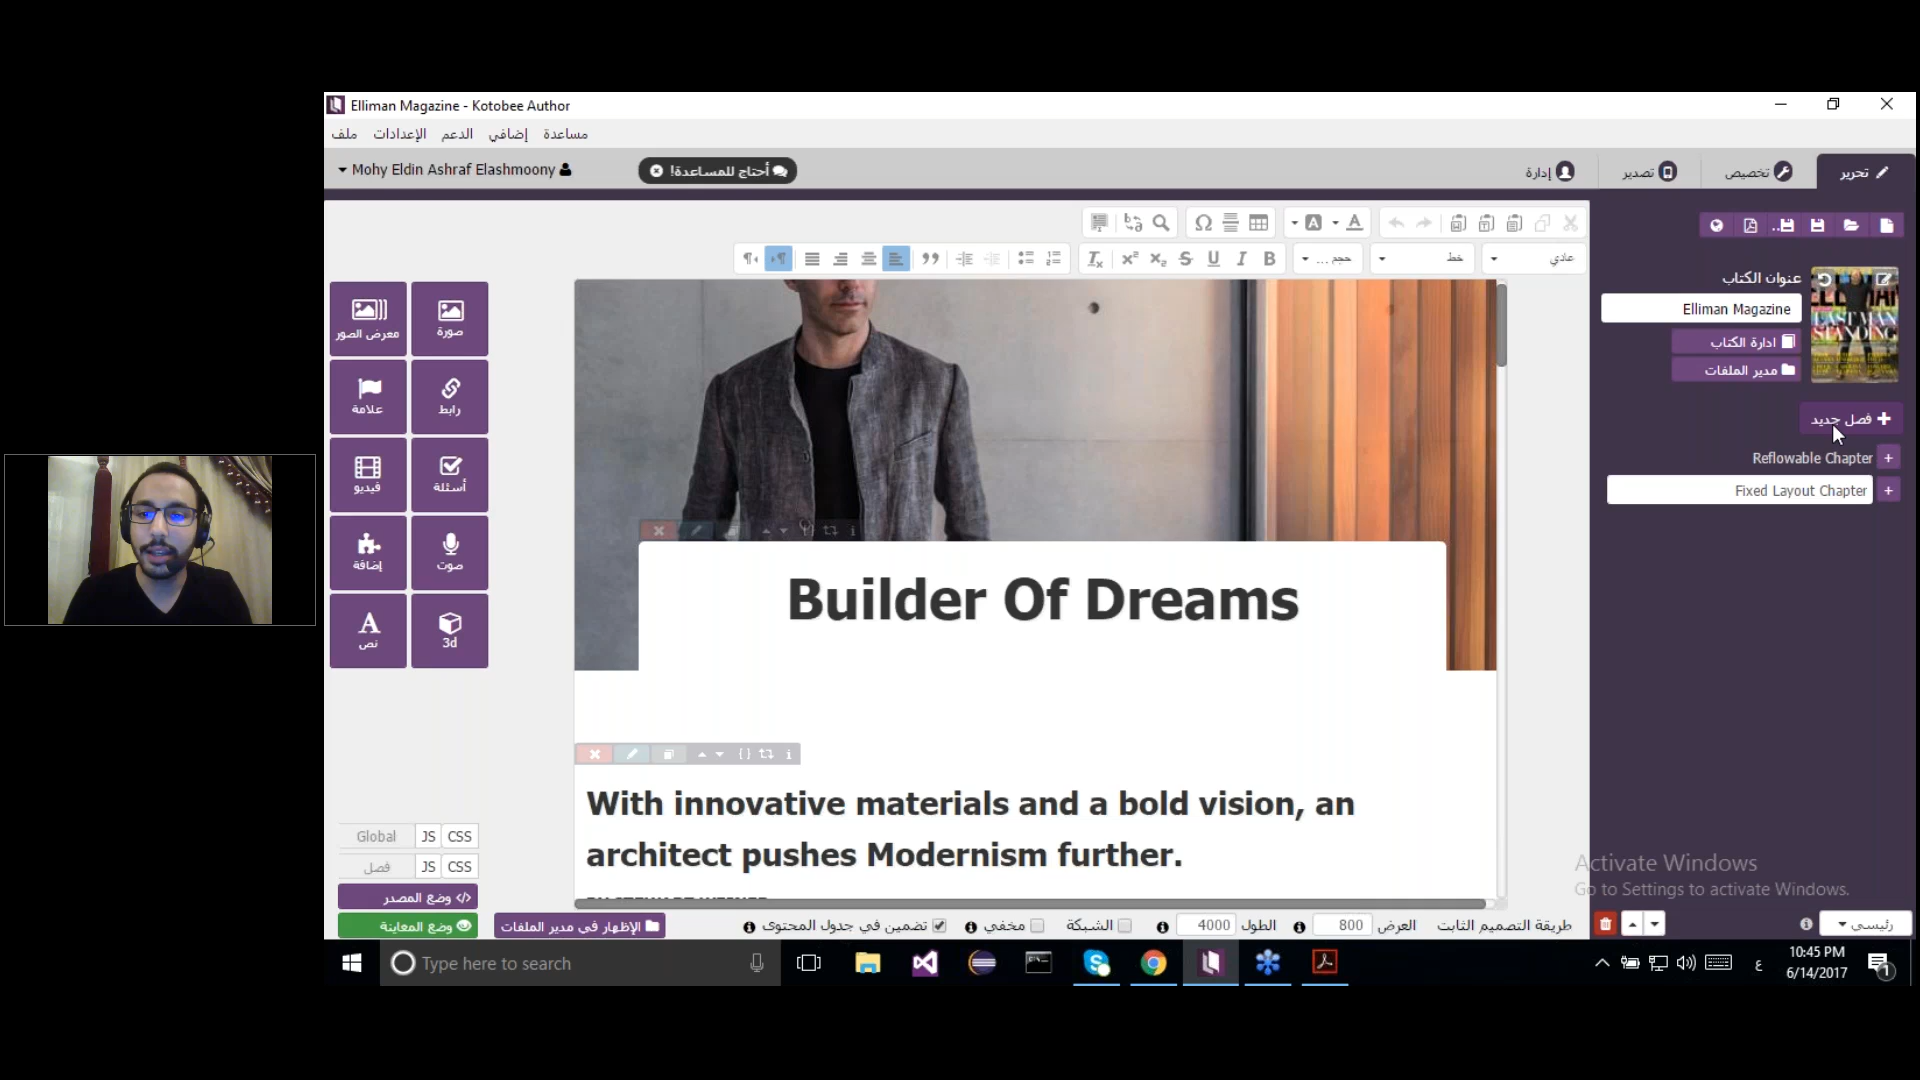 Elliman Magazine - Kotobee Author
ملف الإعدادات الدعم إضافي مساعدة
Mohy Eldin Ashraf Elashmoony
أحتاج للمساعدة!
تحرير تخصيص تصدير إدارة
عادي خط حجم ...
عنوان الكتاب
Elliman Magazine
ادارة الكتاب
مدير الملفات
LAST MAN
STANDING
فصل جديد
Reflowable Chapter
Fixed Layout Chapter
صورة معرض الصور
رابط علامة
أسئلة فيديو
صوت إضافة
3d نص
Builder Of Dreams
With innovative materials and a bold vision, an
architect pushes Modernism further.
Global JS CSS
فصل JS CSS
وضع المصدر
وضع المعاينة
الإظهار في مدير الملفات
طريقة التصميم الثابت العرض 800 الطول 4000 الشبكة مخفي تضمين في جدول المحتوى
رئيسي
Activate Windows
Go to Settings to activate Windows.
Type here to search
ع
10:45 PM
6/14/2017
1